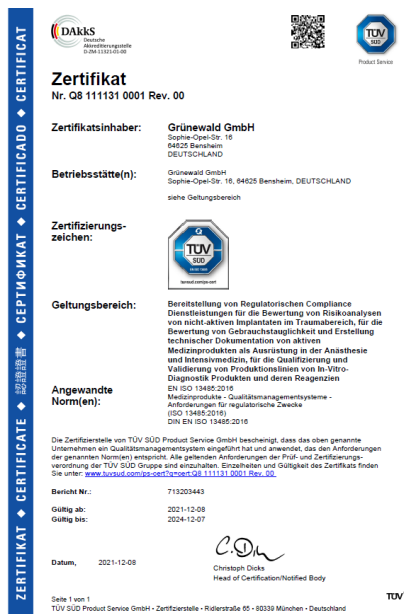 ZERTIFIKAT ◆ CERTIFICATE ◆ 認證證書 ◆ СЕРТИФИКАТ ◆ CERTIFICADO ◆ CERTIFICAT
DAkkS
Deutsche
Akkreditierungsstelle
D-ZM-11321-01-00
TÜV
SÜD
Product Service
Zertifikat
Nr. Q8 111131 0001 Rev. 00
Zertifikatsinhaber:
Grünewald GmbH
Sophie-Opel-Str. 16
64625 Bensheim
DEUTSCHLAND
Betriebsstätte(n):
Grünewald GmbH
Sophie-Opel-Str. 16, 64625 Bensheim, DEUTSCHLAND
siehe Geltungsbereich
Zertifizierungs-
zeichen:
TÜV
SÜD
ISO 13485
tuvsud.com/ps-cert
Geltungsbereich:
Bereitstellung von Regulatorischen Compliance
Dienstleistungen für die Bewertung von Risikoanalysen
von nicht-aktiven Implantaten im Traumabereich, für die
Bewertung von Gebrauchstauglichkeit und Erstellung
technischer Dokumentation von aktiven
Medizinprodukten als Ausrüstung in der Anästhesie
und Intensivmedizin, für die Qualifizierung und
Validierung von Produktionslinien von In-Vitro-
Diagnostik Produkten und deren Reagenzien
Angewandte
Norm(en):
EN ISO 13485:2016
Medizinprodukte - Qualitätsmanagementsysteme -
Anforderungen für regulatorische Zwecke
(ISO 13485:2016)
DIN EN ISO 13485:2016
Die Zertifizierstelle von TÜV SÜD Product Service GmbH bescheinigt, dass das oben genannte
Unternehmen ein Qualitätsmanagementsystem eingeführt hat und anwendet, das den Anforderungen
der genannten Norm(en) entspricht. Alle geltenden Anforderungen der Prüf- und Zertifizierungs-
verordnung der TÜV SÜD Gruppe sind einzuhalten. Einzelheiten und Gültigkeit des Zertifikats finden
Sie unter: www.tuvsud.com/ps-cert?q=cert:Q8 111131 0001 Rev. 00
Bericht Nr.:
713203443
Gültig ab:
2021-12-08
Gültig bis:
2024-12-07
Datum,
2021-12-08
Christoph Dicks
Head of Certification/Notified Body
Seite 1 von 1
TÜV SÜD Product Service GmbH • Zertifizierstelle • Ridlerstraße 65 • 80339 München • Deutschland
TÜV